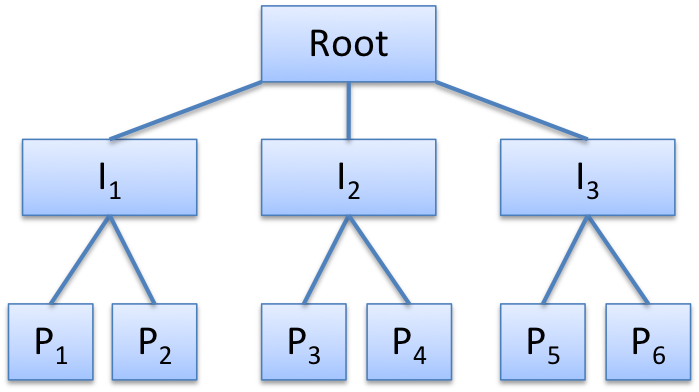 Root
I₁ I₂ I₃
P₁ P₂ P₃ P₄ P₅ P₆